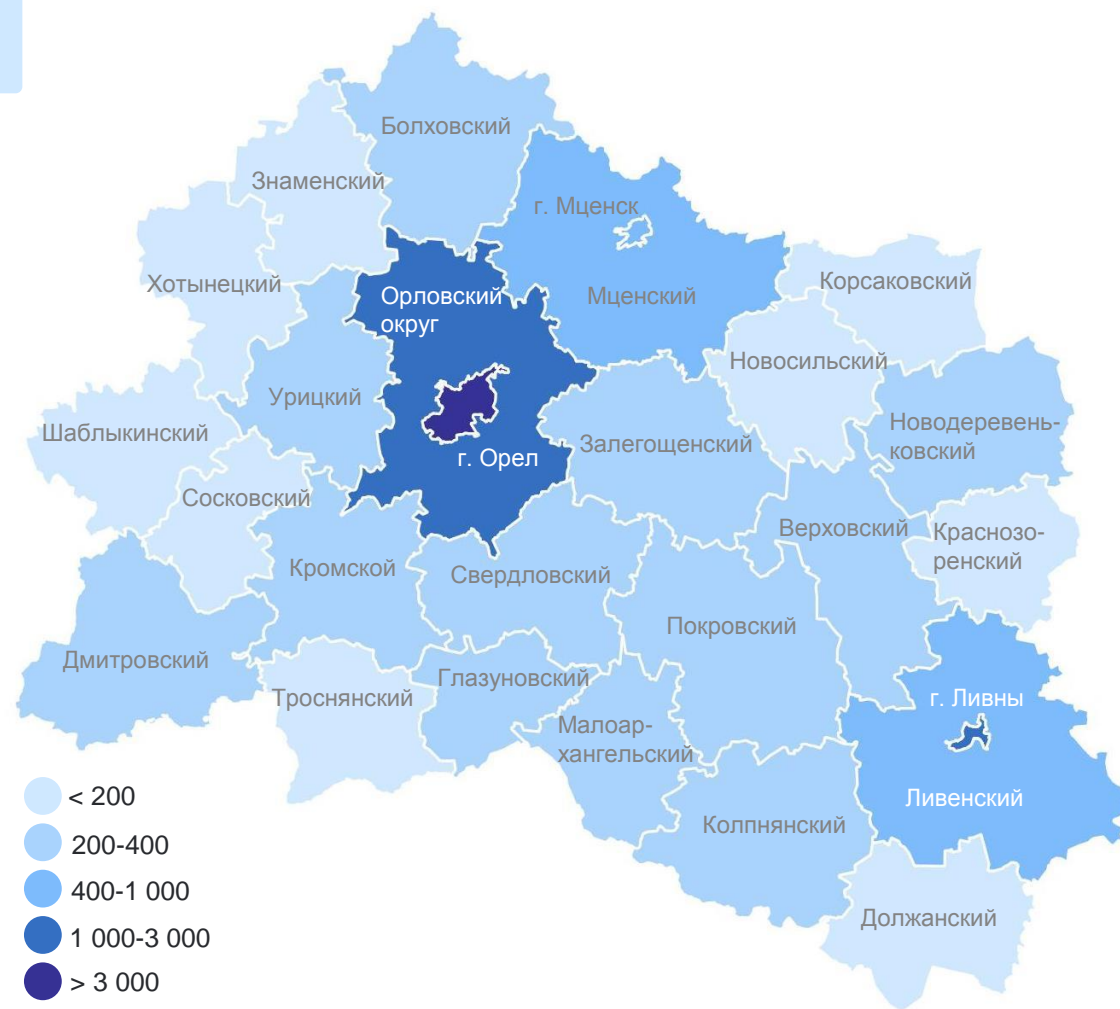 Болховский
Знаменский
г. Мценск
Хотынецкий
Орловский
округ
Мценский
Корсаковский
Новосильский
Урицкий
Шаблыкинский
Новодеревень-
ковский
Залегощенский
г. Орел
Сосковский
Верховский
Краснозо-
ренский
Кромской
Свердловский
Покровский
Дмитровский
Троснянский
Глазуновский
г. Ливны
Малоар-
хангельский
Ливенский
Колпнянский
Должанский
< 200
200-400
400-1 000
1 000-3 000
> 3 000